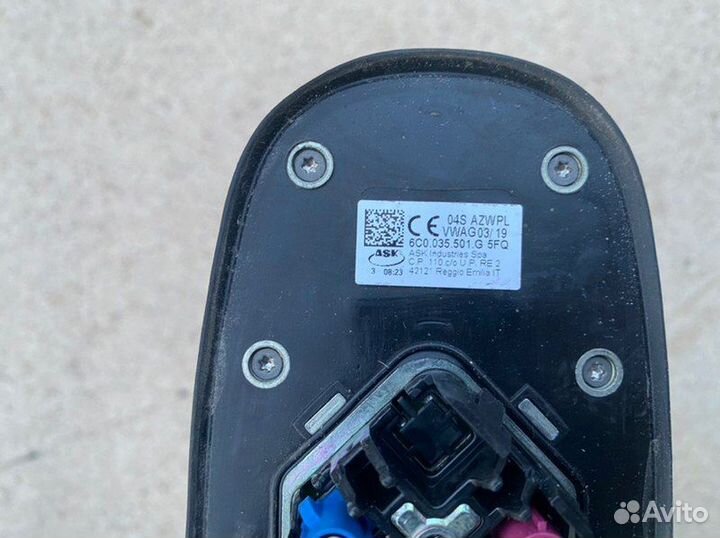 04S AZWPL
VWAG03/19
6C0.035.501.G 5FQ
ASK Industries Spa
C.P. 110 c/o U.P. RE 2
42121 Reggio Emilia IT
CE
ASK
3 08:23
Avito